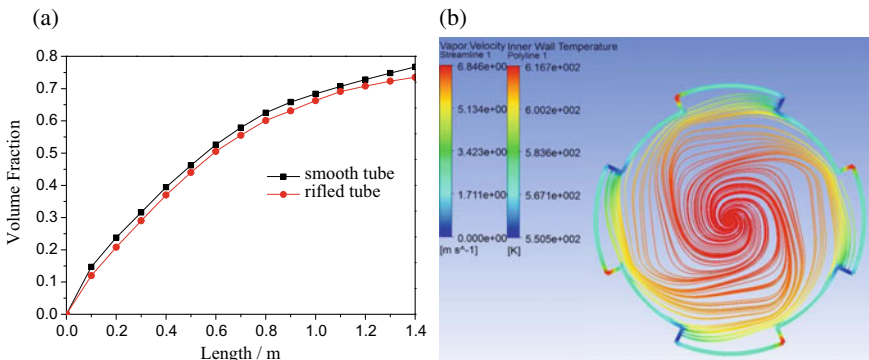 (a)
0.8
0.7
0.6
0.5
0.4
0.3
0.2
0.1
0.0
Volume Fraction
smooth tube
rifled tube
0.0 0.2 0.4 0.6 0.8 1.0 1.2 1.4
Length / m
(b)
Vapor Velocity
Streamline 1
6.846e+00
5.134e+00
3.423e+00
1.711e+00
0.000e+00
[m s^-1]
Inner Wall Temperature
Polyline 1
6.167e+002
6.002e+002
5.836e+002
5.671e+002
5.505e+002
[K]